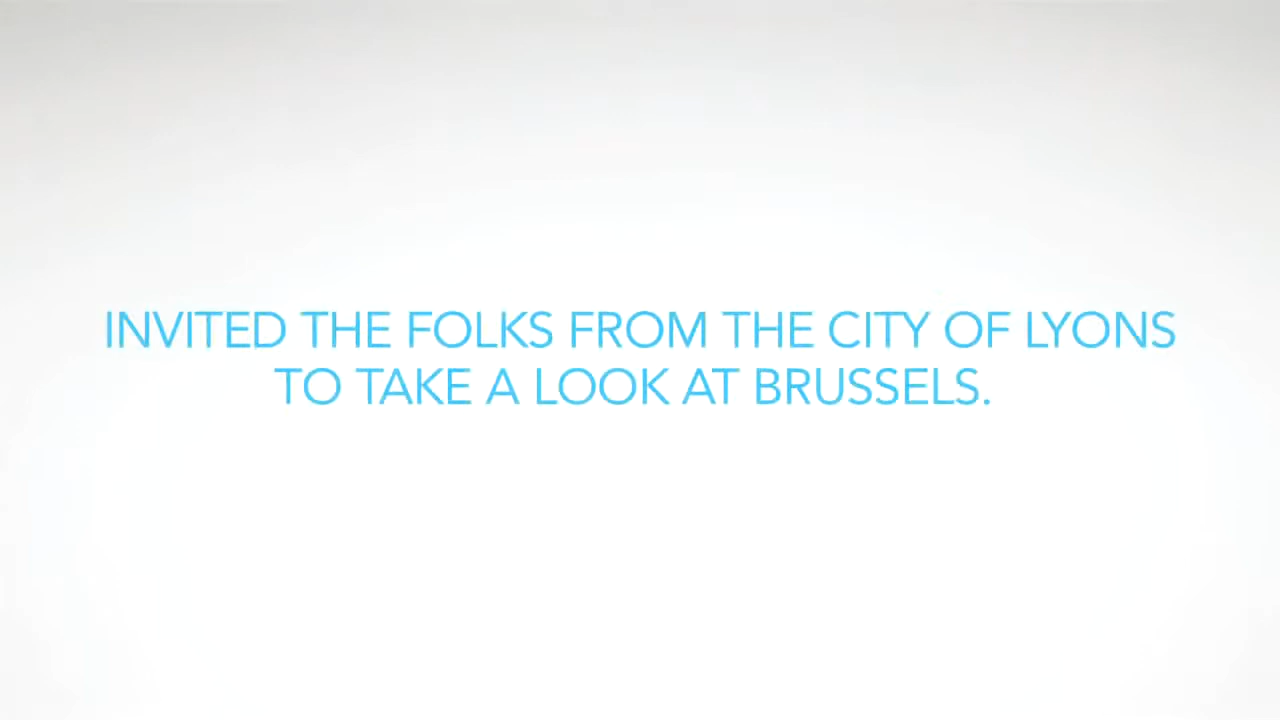 INVITED THE FOLKS FROM THE CITY OF LYONS
TO TAKE A LOOK AT BRUSSELS.